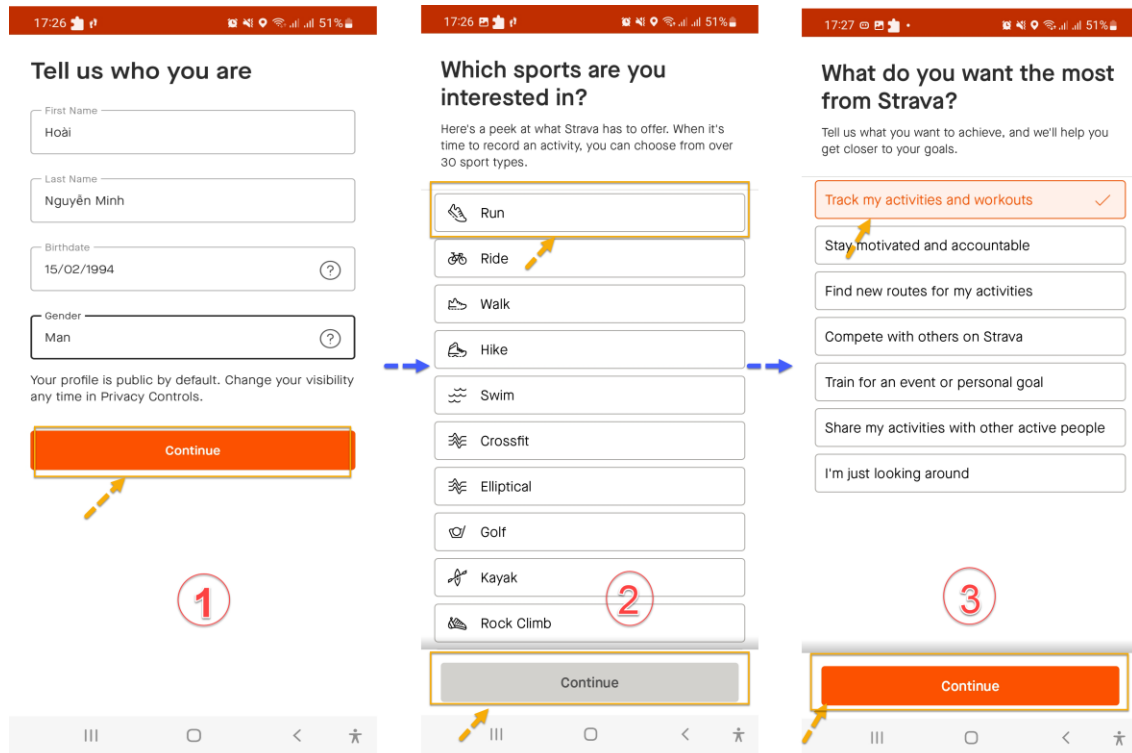 17:26
51%
Tell us who you are
First Name
Hoài
Last Name
Nguyễn Minh
Birthdate
15/02/1994
?
Gender
Man
?
Your profile is public by default. Change your visibility
any time in Privacy Controls.
Continue
1
17:26
51%
Which sports are you
interested in?
Here's a peek at what Strava has to offer. When it's
time to record an activity, you can choose from over
30 sport types.
Run
Ride
Walk
Hike
Swim
Crossfit
Elliptical
Golf
Kayak
2
Rock Climb
Continue
17:27
51%
What do you want the most
from Strava?
Tell us what you want to achieve, and we'll help you
get closer to your goals.
Track my activities and workouts
Stay motivated and accountable
Find new routes for my activities
Compete with others on Strava
Train for an event or personal goal
Share my activities with other active people
I'm just looking around
3
Continue